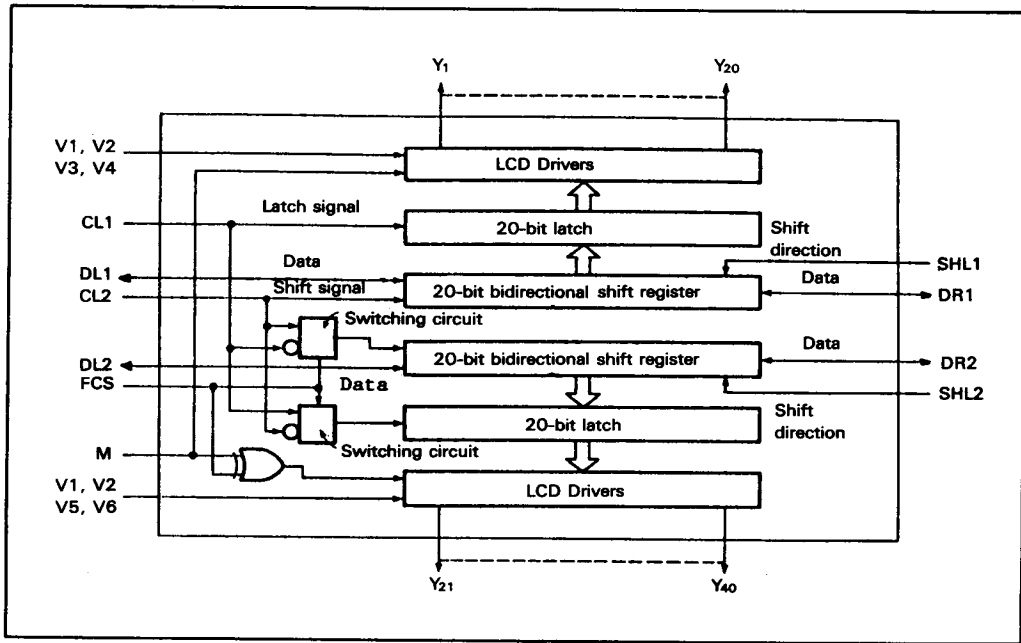 Y1 Y20
V1, V2
V3, V4
LCD Drivers
CL1
Latch signal
20-bit latch
Shift
direction
DL1
Data
SHL1
CL2
Shift signal
20-bit bidirectional shift register
Data
DR1
Switching circuit
DL2
20-bit bidirectional shift register
Data
DR2
FCS
Data
SHL2
20-bit latch
Shift
direction
Switching circuit
M
V1, V2
V5, V6
LCD Drivers
Y21 Y40